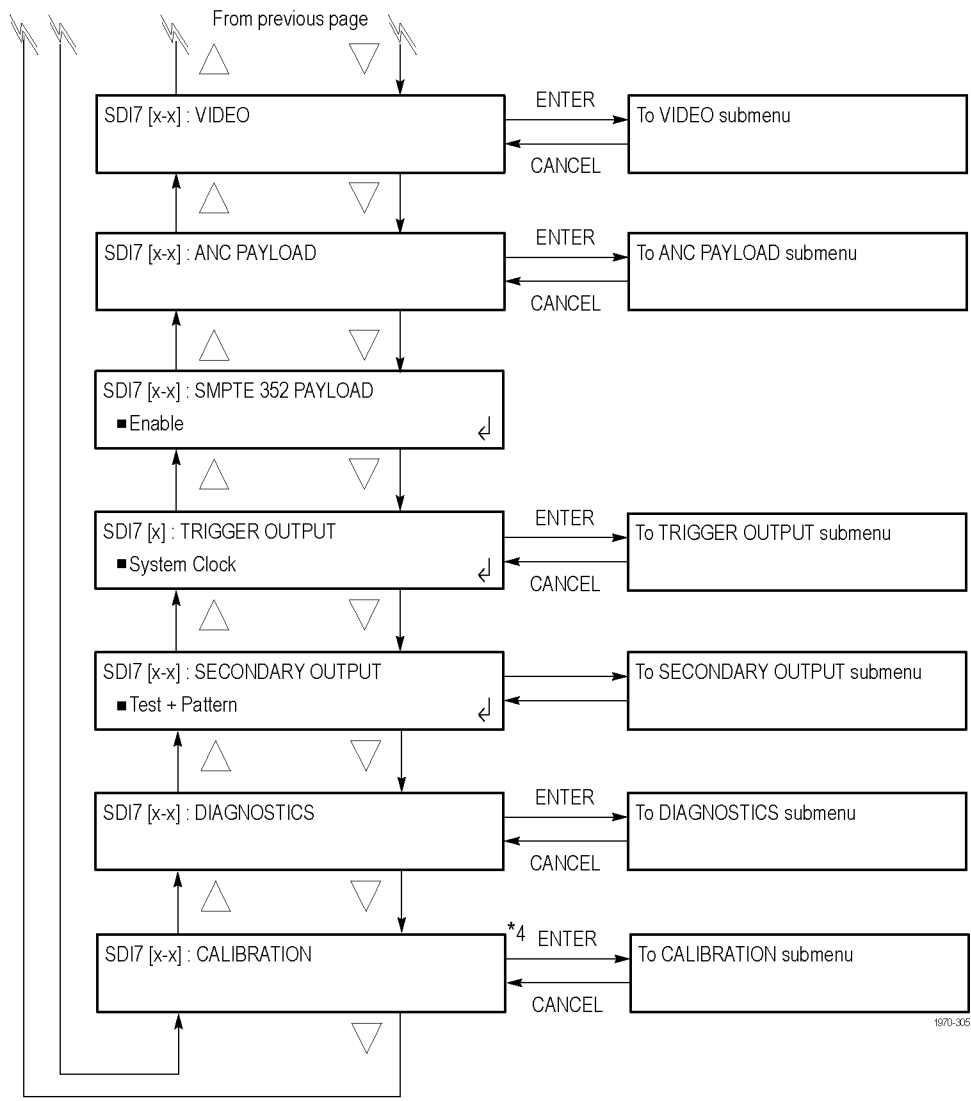 From previous page
SDI7 [x-x] : VIDEO
ENTER
To VIDEO submenu
CANCEL
SDI7 [x-x] : ANC PAYLOAD
ENTER
To ANC PAYLOAD submenu
CANCEL
SDI7 [x-x] : SMPTE 352 PAYLOAD
■ Enable
SDI7 [x] : TRIGGER OUTPUT
■ System Clock
ENTER
To TRIGGER OUTPUT submenu
CANCEL
SDI7 [x-x] : SECONDARY OUTPUT
■ Test + Pattern
To SECONDARY OUTPUT submenu
SDI7 [x-x] : DIAGNOSTICS
ENTER
To DIAGNOSTICS submenu
CANCEL
SDI7 [x-x] : CALIBRATION
*4 ENTER
To CALIBRATION submenu
CANCEL
1970-305